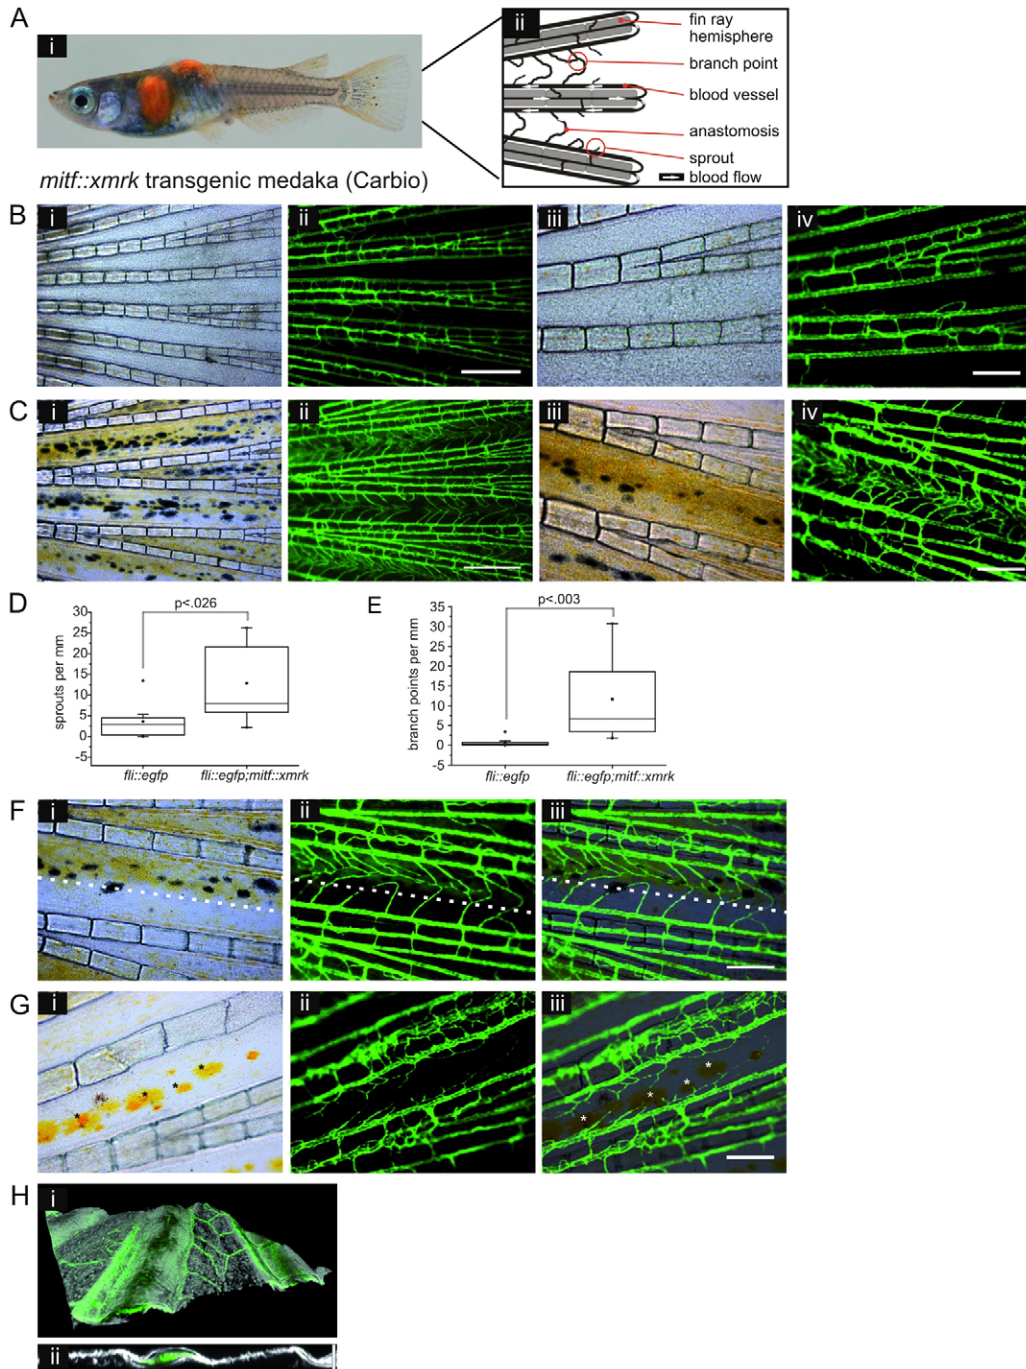 A
i
ii
fin ray
hemisphere
branch point
blood vessel
anastomosis
sprout
blood flow
mitf::xmrk transgenic medaka (Carbio)
B
i
ii
iii
iv
C
i
ii
iii
iv
D
p<.026
sprouts per mm
30
25
20
15
10
5
0
-5
fli::egfp
fli::egfp;mitf::xmrk
E
p<.003
branch points per mm
35
30
25
20
15
10
5
0
-5
fli::egfp
fli::egfp;mitf::xmrk
F
i
ii
iii
G
i
* * * *
ii
iii
* * * *
H
i
ii